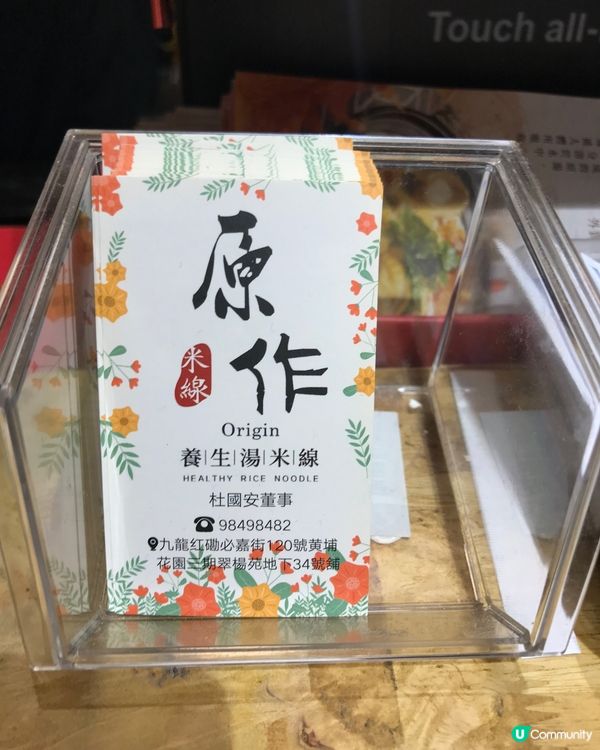 Touch all-
原
作
米線
Origin
養生湯米線
HEALTHY RICE NOODLE
杜國安董事
☎98498482
九龍红磡必嘉街120號黄埔
花園三期翠楊苑地下34號舖
U Community